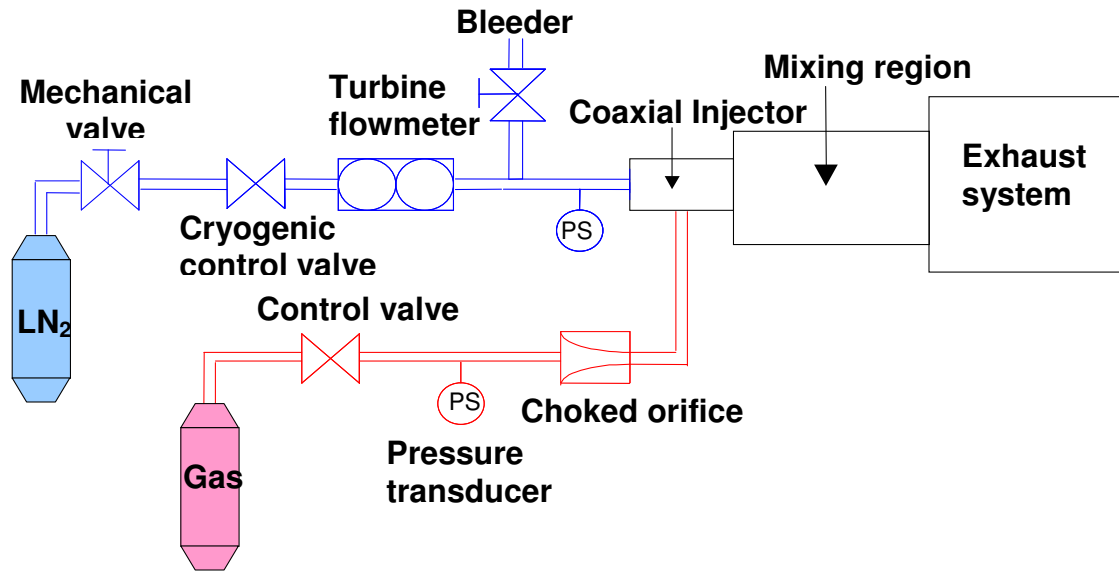 Bleeder
Mechanical
valve
Turbine
flowmeter
Mixing region
Coaxial Injector
Exhaust
system
PS
Cryogenic
control valve
LN₂
Control valve
PS
Choked orifice
Gas
Pressure
transducer